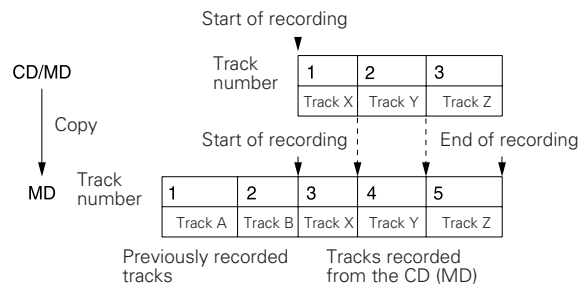 Start of recording
CD/MD
Track
number
1 2 3
Track X Track Y Track Z
Copy
Start of recording End of recording
MD
Track
number
1 2 3 4 5
Track A Track B Track X Track Y Track Z
Previously recorded
tracks
Tracks recorded
from the CD (MD)